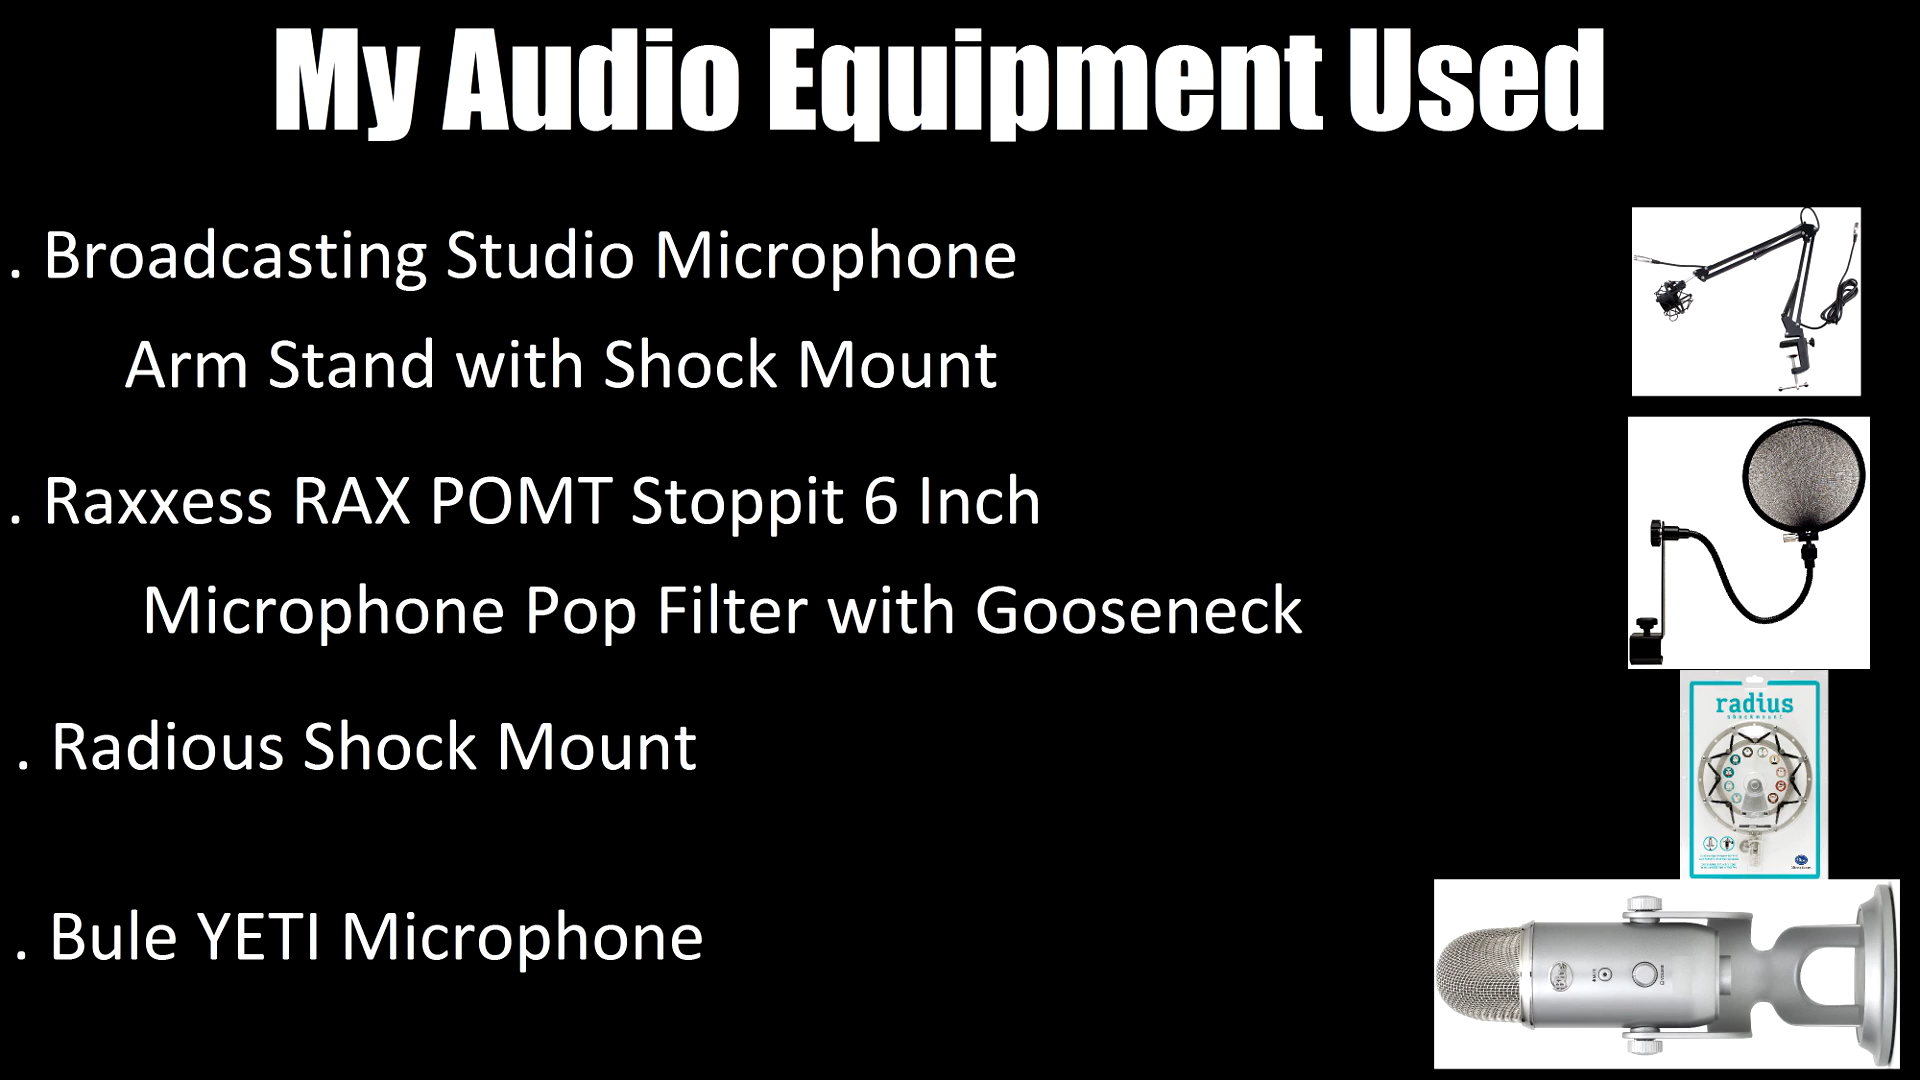 My Audio Equipment Used
. Broadcasting Studio Microphone
Arm Stand with Shock Mount
. Raxxess RAX POMT Stoppit 6 Inch
Microphone Pop Filter with Gooseneck
. Radious Shock Mount
radius
shockmount
. Bule YETI Microphone